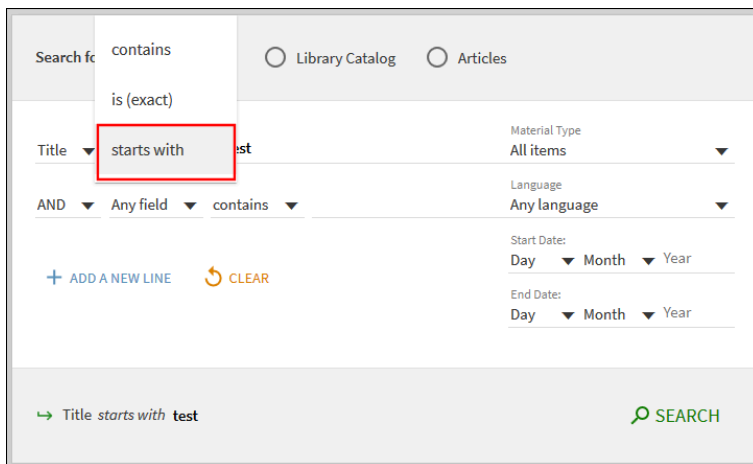 contains
Search fo Library Catalog Articles
is (exact)
Material Type
Title starts with est All items
Language
AND Any field contains Any language
Start Date:
Day Month Year
+ ADD A NEW LINE CLEAR
End Date:
Day Month Year
Title starts with test SEARCH